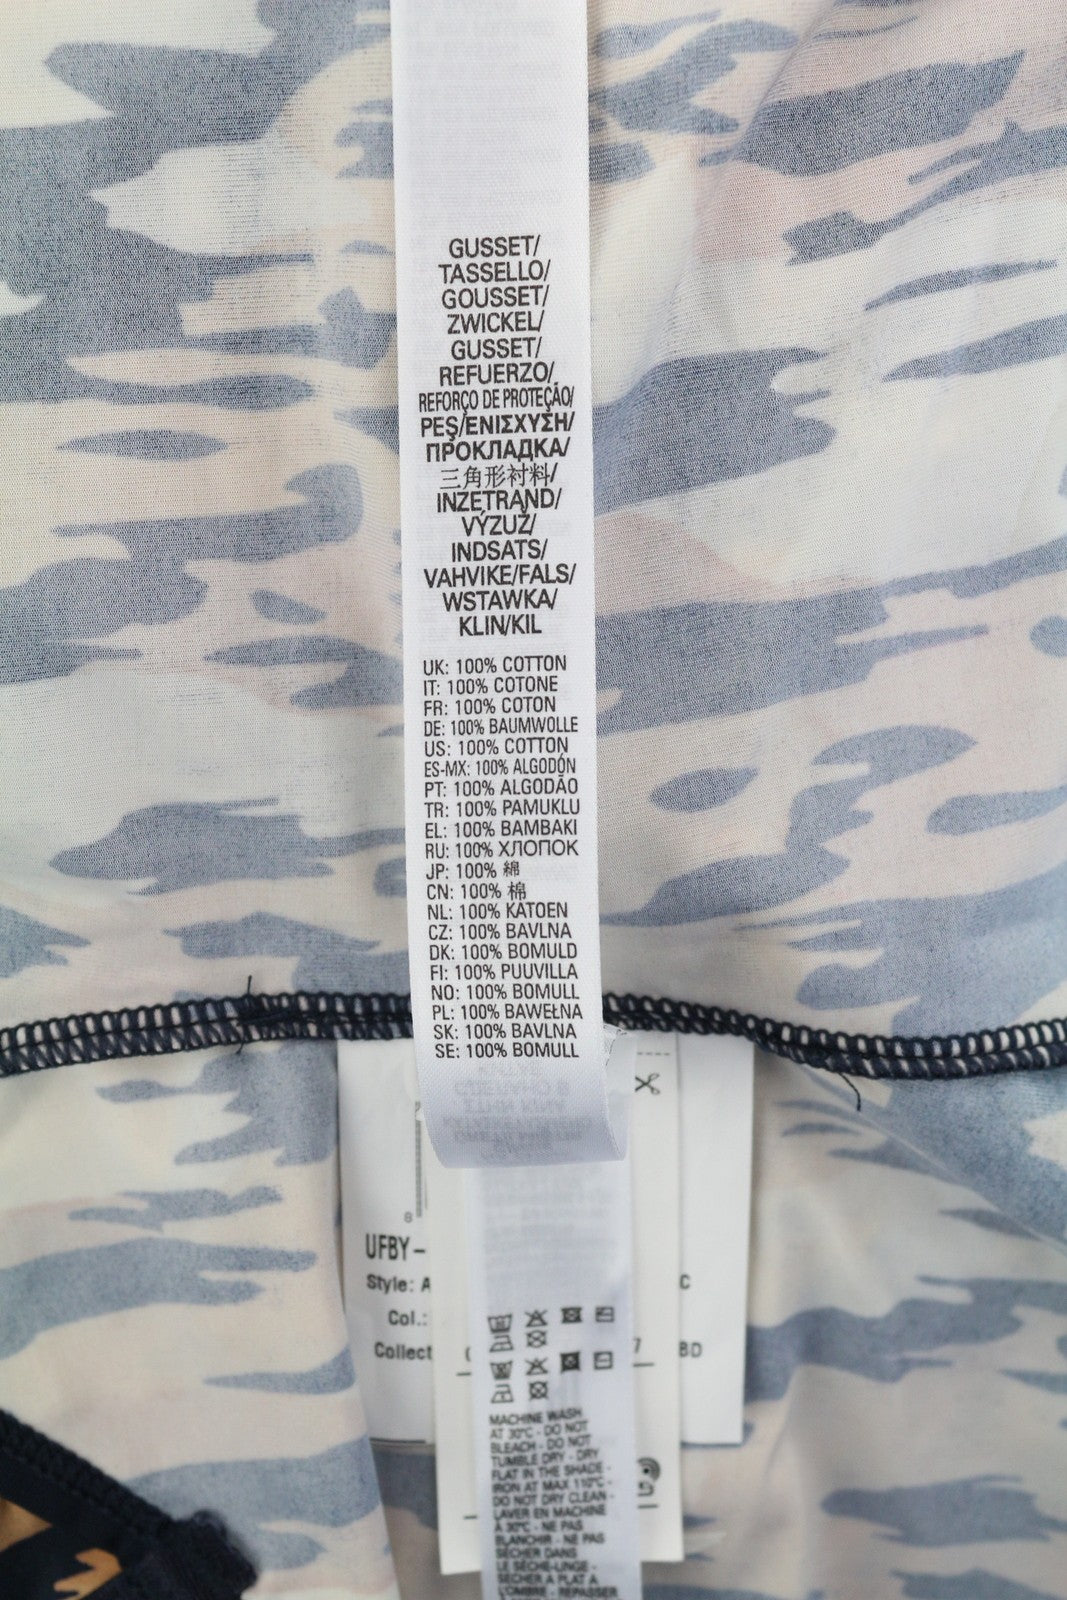 GUSSET/
TASSELLO/
GOUSSET/
ZWICKEL/
GUSSET/
REFUERZO/
REFORÇO DE PROTEÇÃO/
PEŞ/ΕΝΙΣΧΥΣΗ/
ПРОКЛАДКА/
三角形衬料/
INZETRAND/
VÝZUŽ/
INDSATS/
VAHVIKE/FALS/
WSTAWKA/
KLIN/KIL
UK: 100% COTTON
IT: 100% COTONE
FR: 100% COTON
DE: 100% BAUMWOLLE
US: 100% COTTON
ES-MX: 100% ALGODÓN
PT: 100% ALGODÃO
TR: 100% PAMUKLU
EL: 100% BAMBAKI
RU: 100% ХЛОПОК
JP: 100% 綿
CN: 100% 棉
NL: 100% KATOEN
CZ: 100% BAVLNA
DK: 100% BOMULD
FI: 100% PUUVILLA
NO: 100% BOMULL
PL: 100% BAWEŁNA
SK: 100% BAVLNA
SE: 100% BOMULL
8
UFBY-
Style: A C
Col.:
Collect 7 BD
MACHINE WASH
AT 30°C - DO NOT
BLEACH - DO NOT
TUMBLE DRY - DRY
FLAT IN THE SHADE -
IRON AT MAX 110°C -
DO NOT DRY CLEAN -
LAVER EN MACHINE
A 30°C - NE PAS
BLANCHIR - NE PAS
SÉCHER DANS
LE SÈCHE-LINGE -
SÉCHER A PLAT A
L'OMBRE - REPASSER